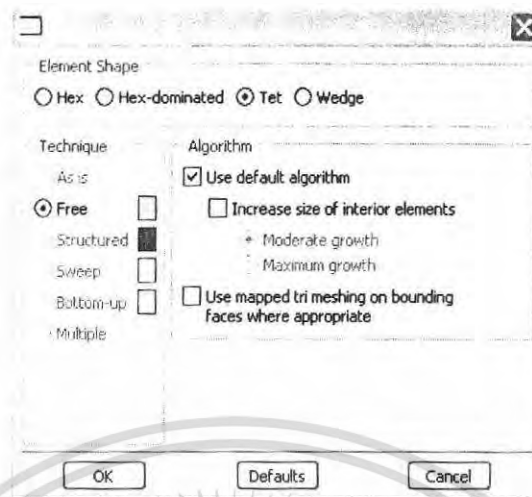 Element Shape
Hex Hex-dominated Tet Wedge
Technique
Algorithm
As is
Use default algorithm
Free
Increase size of interior elements
Structured
Moderate growth
Sweep
Maximum growth
Bottom-up
Use mapped tri meshing on bounding
faces where appropriate
Multiple
OK Defaults Cancel